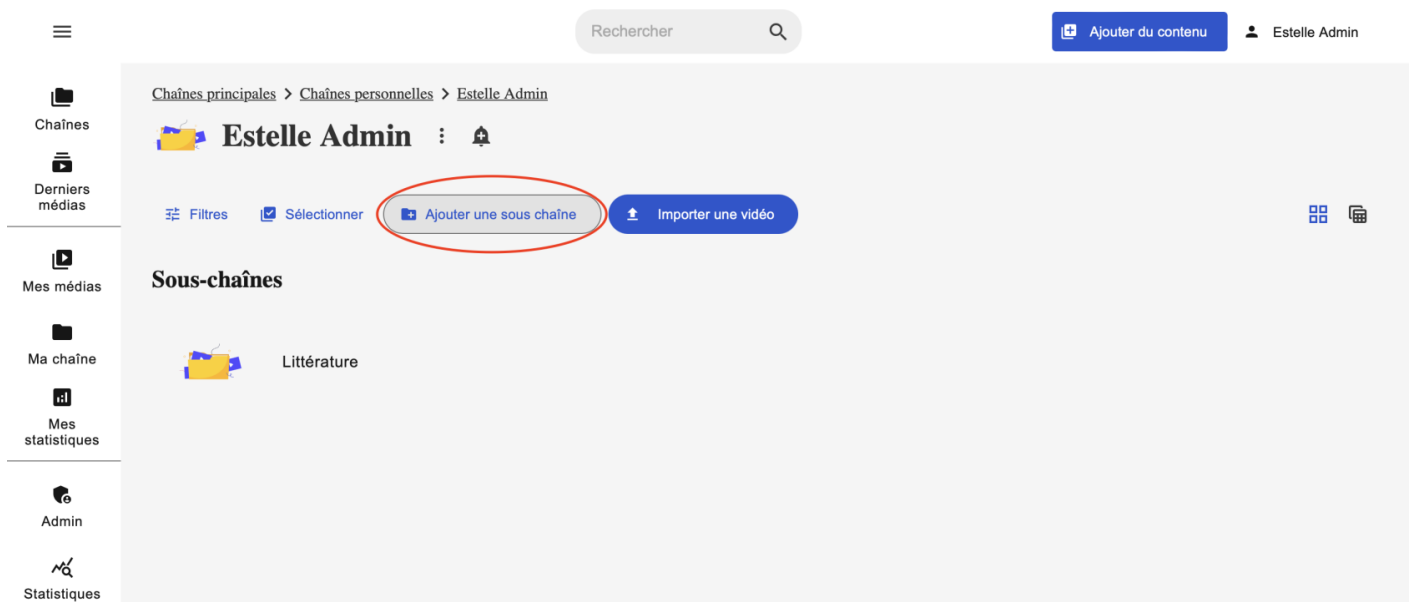 Rechercher
Ajouter du contenu
Estelle Admin
Chaînes
Derniers
médias
Mes médias
Ma chaîne
Mes
statistiques
Admin
Statistiques
Chaînes principales > Chaînes personnelles > Estelle Admin
Estelle Admin
Filtres
Sélectionner
Ajouter une sous chaîne
Importer une vidéo
Sous-chaînes
Littérature